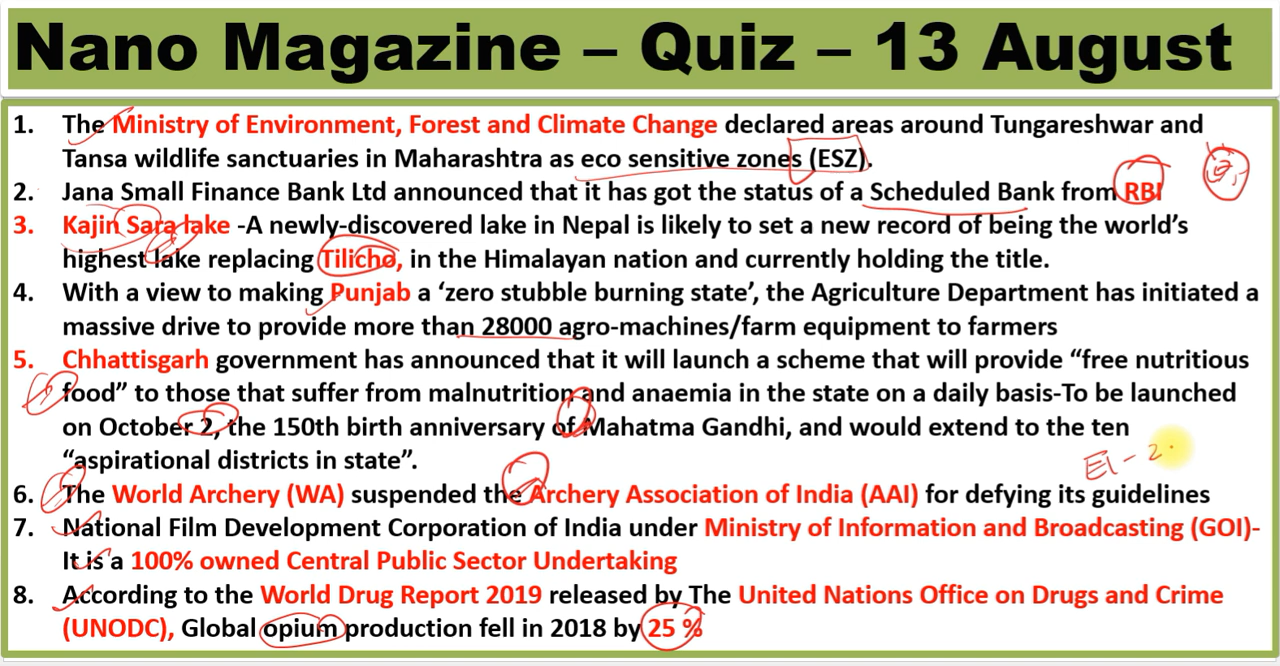 Nano Magazine – Quiz – 13 August
1. The Ministry of Environment, Forest and Climate Change declared areas around Tungareshwar and
Tansa wildlife sanctuaries in Maharashtra as eco sensitive zones (ESZ).
2. Jana Small Finance Bank Ltd announced that it has got the status of a Scheduled Bank from RBI
3. Kajin Sara lake -A newly-discovered lake in Nepal is likely to set a new record of being the world's
highest lake replacing Tilicho, in the Himalayan nation and currently holding the title.
4. With a view to making Punjab a ‘zero stubble burning state’, the Agriculture Department has initiated a
massive drive to provide more than 28000 agro-machines/farm equipment to farmers
5. Chhattisgarh government has announced that it will launch a scheme that will provide “free nutritious
food” to those that suffer from malnutrition and anaemia in the state on a daily basis-To be launched
on October 2, the 150th birth anniversary of Mahatma Gandhi, and would extend to the ten
“aspirational districts in state”.
6. The World Archery (WA) suspended the Archery Association of India (AAI) for defying its guidelines
7. National Film Development Corporation of India under Ministry of Information and Broadcasting (GOI)-
It is a 100% owned Central Public Sector Undertaking
8. According to the World Drug Report 2019 released by The United Nations Office on Drugs and Crime
(UNODC), Global opium production fell in 2018 by 25 %